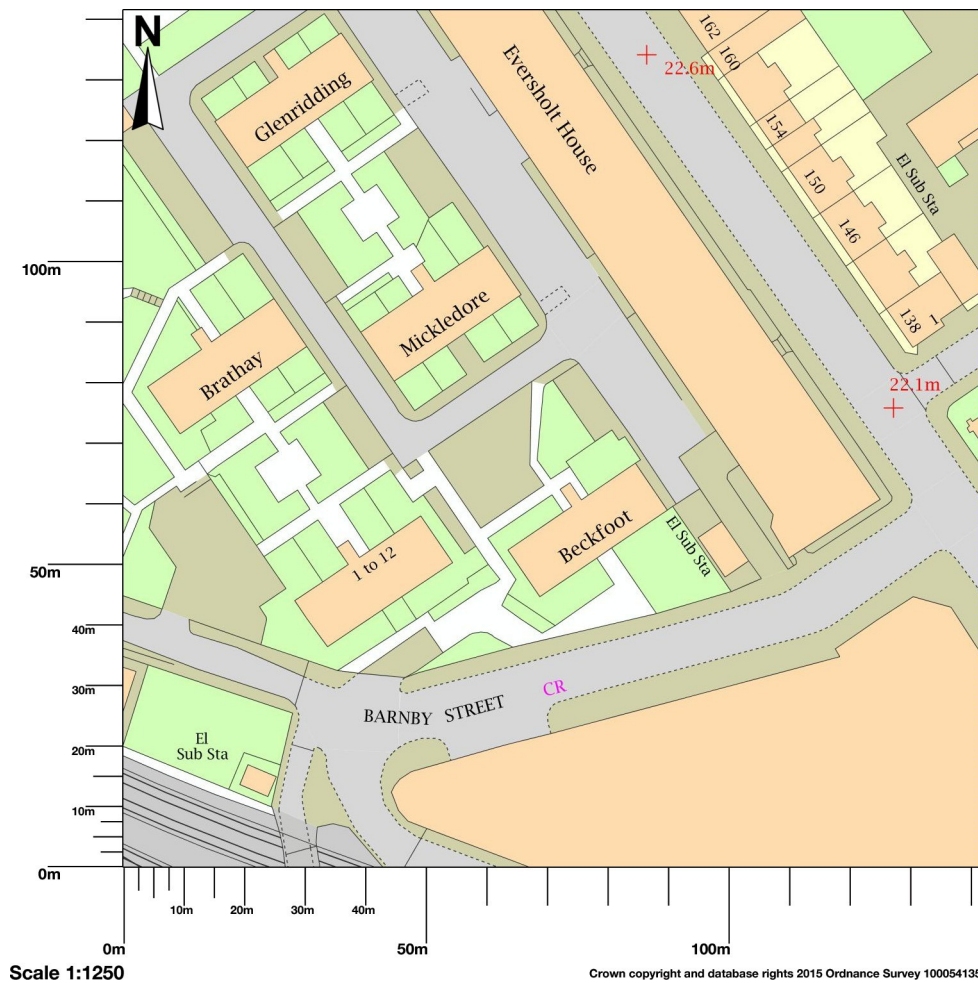 N
162
160
22.6m
Glenridding
Eversholt House
154
El Sub Sta
150
146
100m
Mickledore
138
1
Brathay
22.1m
Beckfoot
El Sub Sta
1 to 12
50m
40m
30m
CR
BARNBY STREET
El
Sub Sta
20m
10m
0m
10m
20m
30m
40m
0m
50m
100m
Scale 1:1250
Crown copyright and database rights 2015 Ordnance Survey 100054135